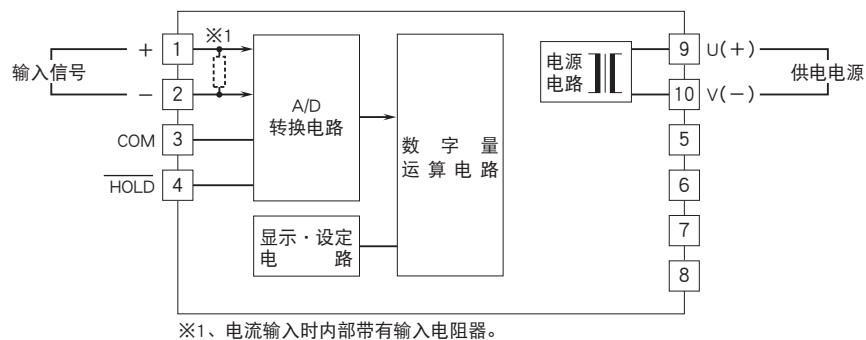 输入信号
+ 1
※1
- 2
COM 3
HOLD 4
A/D
转换电路
数字量
运算电路
显示・设定
电路
电源
电路
9 U(+)
10 V(-)
供电电源
5
6
7
8
※1、电流输入时内部带有输入电阻器。